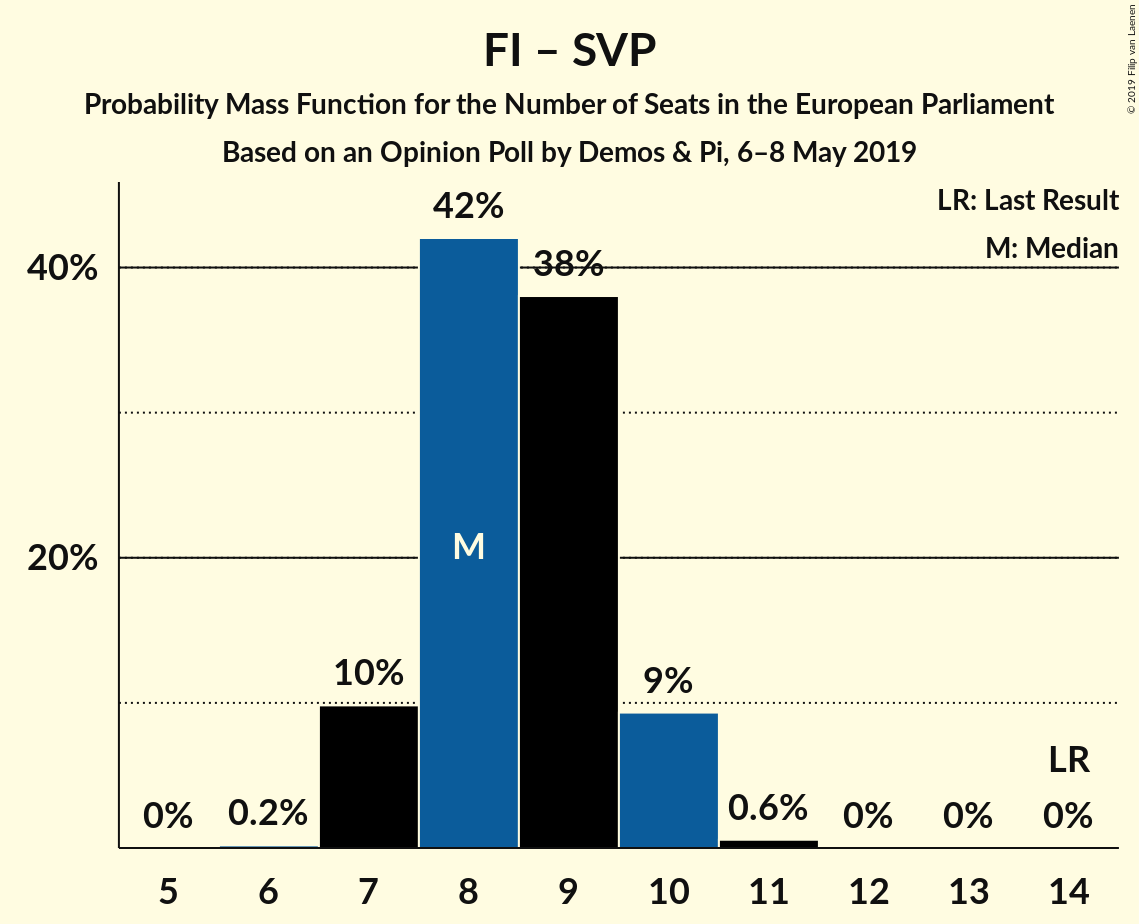 FI – SVP
Probability Mass Function for the Number of Seats in the European Parliament
Based on an Opinion Poll by Demos & Pi, 6–8 May 2019
© 2019 Filip van Laenen
LR: Last Result
M: Median
40%
20%
0%
0.2%
10%
42%
M
38%
9%
0.6%
0%
0%
LR
0%
5 6 7 8 9 10 11 12 13 14